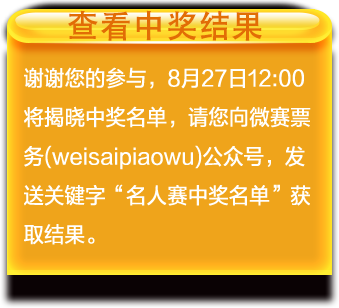 查看中奖结果
谢谢您的参与，8月27日12:00
将揭晓中奖名单，请您向微赛票
务(weisaipiaowu)公众号，发
送关键字“名人赛中奖名单”获
取结果。